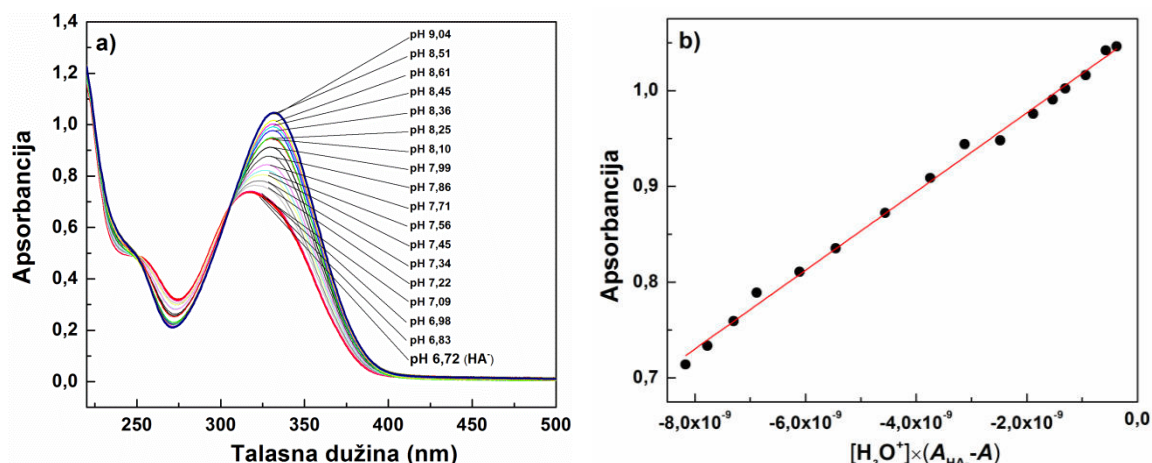 a)
Apsorbancija
1,4
1,2
1,0
0,8
0,6
0,4
0,2
0,0
250
300
350
400
450
500
Talasna dužina (nm)
pH 9,04
pH 8,51
pH 8,61
pH 8,45
pH 8,36
pH 8,25
pH 8,10
pH 7,99
pH 7,86
pH 7,71
pH 7,56
pH 7,45
pH 7,34
pH 7,22
pH 7,09
pH 6,98
pH 6,83
pH 6,72 (HA⁻)
b)
Apsorbancija
1,0
0,9
0,8
0,7
-8,0x10⁻⁹
-6,0x10⁻⁹
-4,0x10⁻⁹
-2,0x10⁻⁹
0,0
[H₃O⁺]×(A_HA-A)